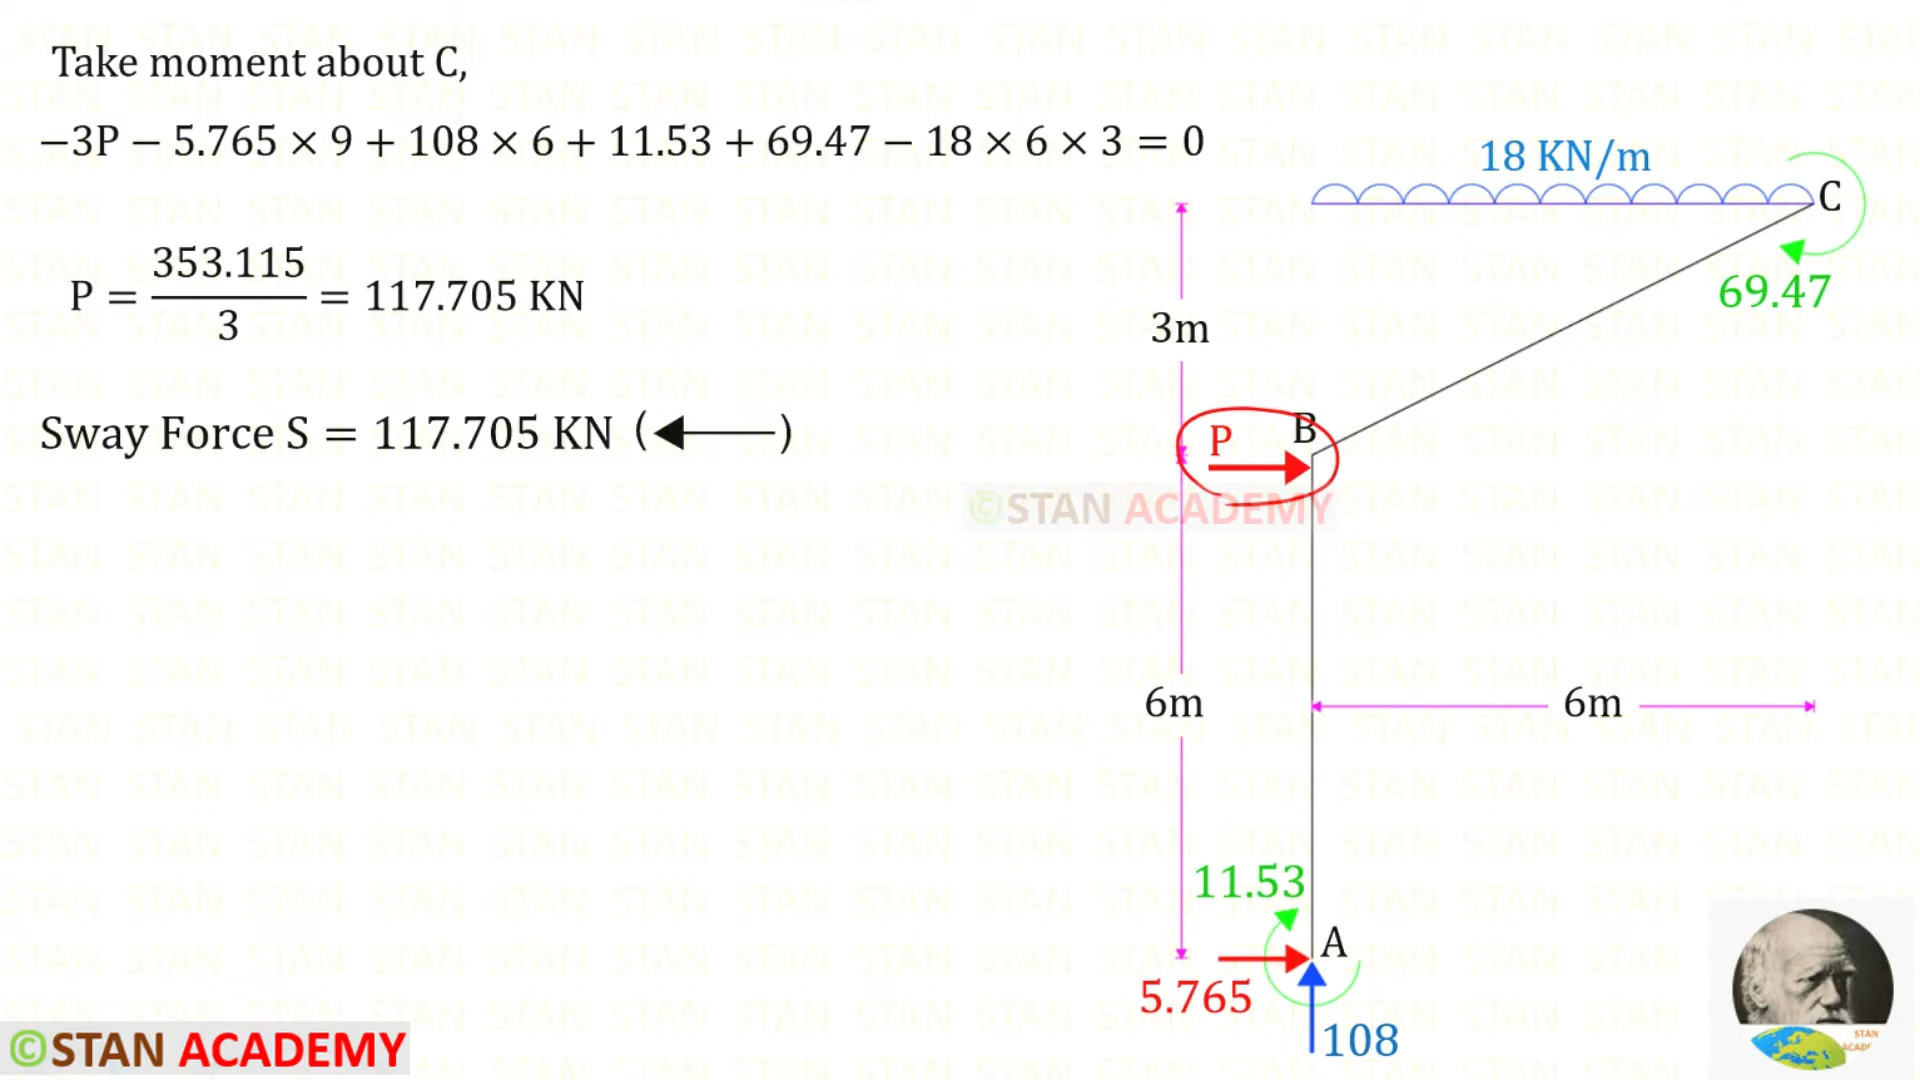 Take moment about C,
−3P − 5.765 × 9 + 108 × 6 + 11.53 + 69.47 − 18 × 6 × 3 = 0
P = 353.115 / 3 = 117.705 KN
Sway Force S = 117.705 KN (←)
18 KN/m
C
69.47
3m
P
B
©STAN ACADEMY
6m
6m
11.53
A
5.765
108
©STAN ACADEMY
STAN
ACADE